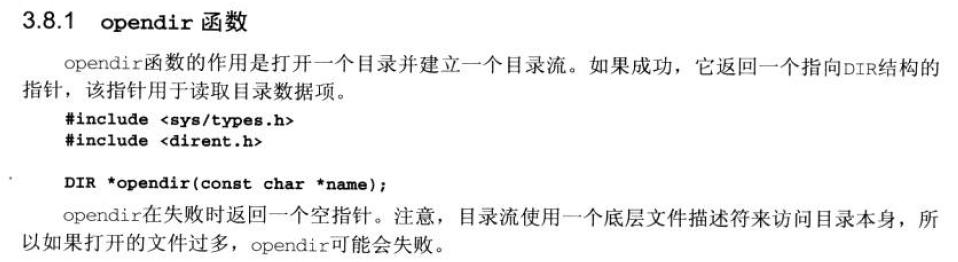 3.8.1 opendir 函数
opendir函数的作用是打开一个目录并建立一个目录流。如果成功，它返回一个指向DIR结构的
指针，该指针用于读取目录数据项。
#include <sys/types.h>
#include <dirent.h>
DIR *opendir(const char *name);
opendir在失败时返回一个空指针。注意，目录流使用一个底层文件描述符来访问目录本身，所
以如果打开的文件过多，opendir可能会失败。